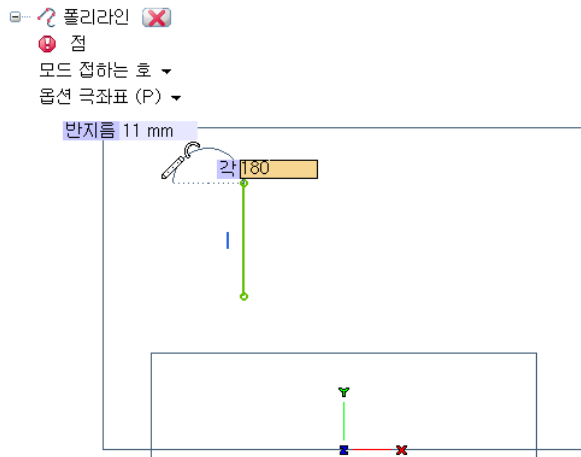 폴리라인
점
모드 접하는 호
옵션 극좌표 (P)
반지름 11 mm
각 180
Y
Z X